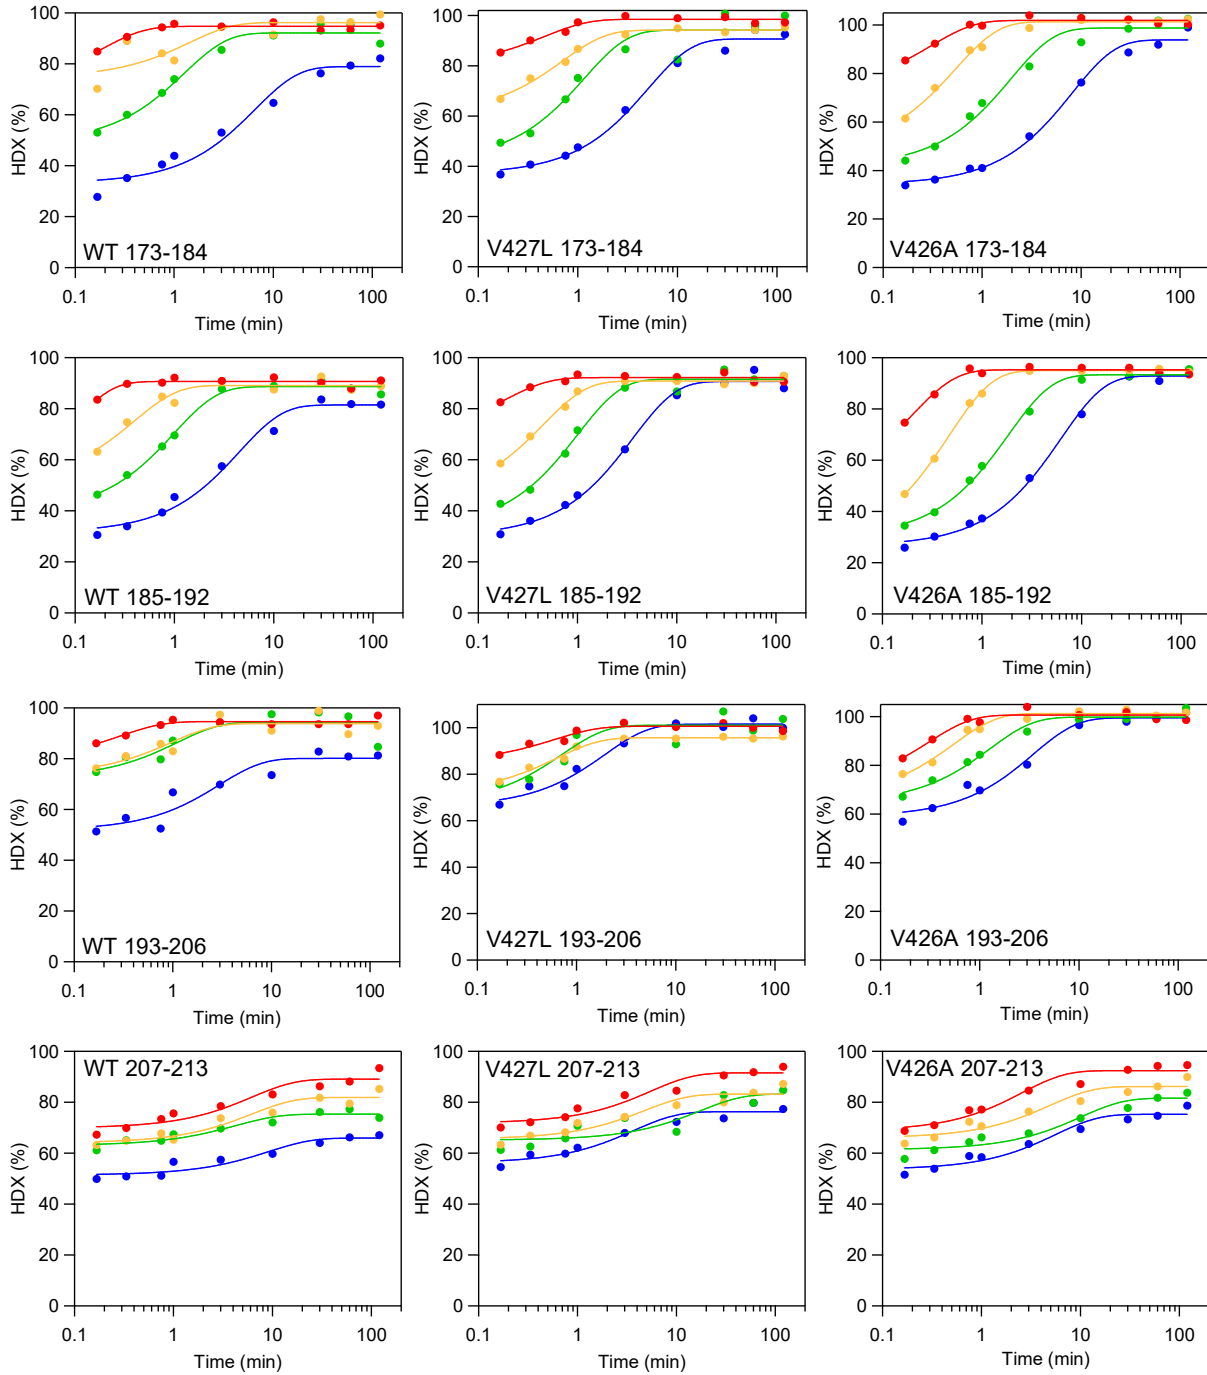 HDX (%)
100
80
60
40
20
0
WT 173-184
0.1 1 10 100
Time (min)
HDX (%)
100
80
60
40
20
0
V427L 173-184
0.1 1 10 100
Time (min)
HDX (%)
100
80
60
40
20
0
V426A 173-184
0.1 1 10 100
Time (min)
HDX (%)
100
80
60
40
20
0
WT 185-192
0.1 1 10 100
Time (min)
HDX (%)
100
80
60
40
20
0
V427L 185-192
0.1 1 10 100
Time (min)
HDX (%)
100
80
60
40
20
0
V426A 185-192
0.1 1 10 100
Time (min)
HDX (%)
100
80
60
40
20
0
WT 193-206
0.1 1 10 100
Time (min)
HDX (%)
100
80
60
40
20
0
V427L 193-206
0.1 1 10 100
Time (min)
HDX (%)
100
80
60
40
20
0
V426A 193-206
0.1 1 10 100
Time (min)
HDX (%)
100
WT 207-213
80
60
40
20
0
0.1 1 10 100
Time (min)
HDX (%)
100
V427L 207-213
80
60
40
20
0
0.1 1 10 100
Time (min)
HDX (%)
100
V426A 207-213
80
60
40
20
0
0.1 1 10 100
Time (min)